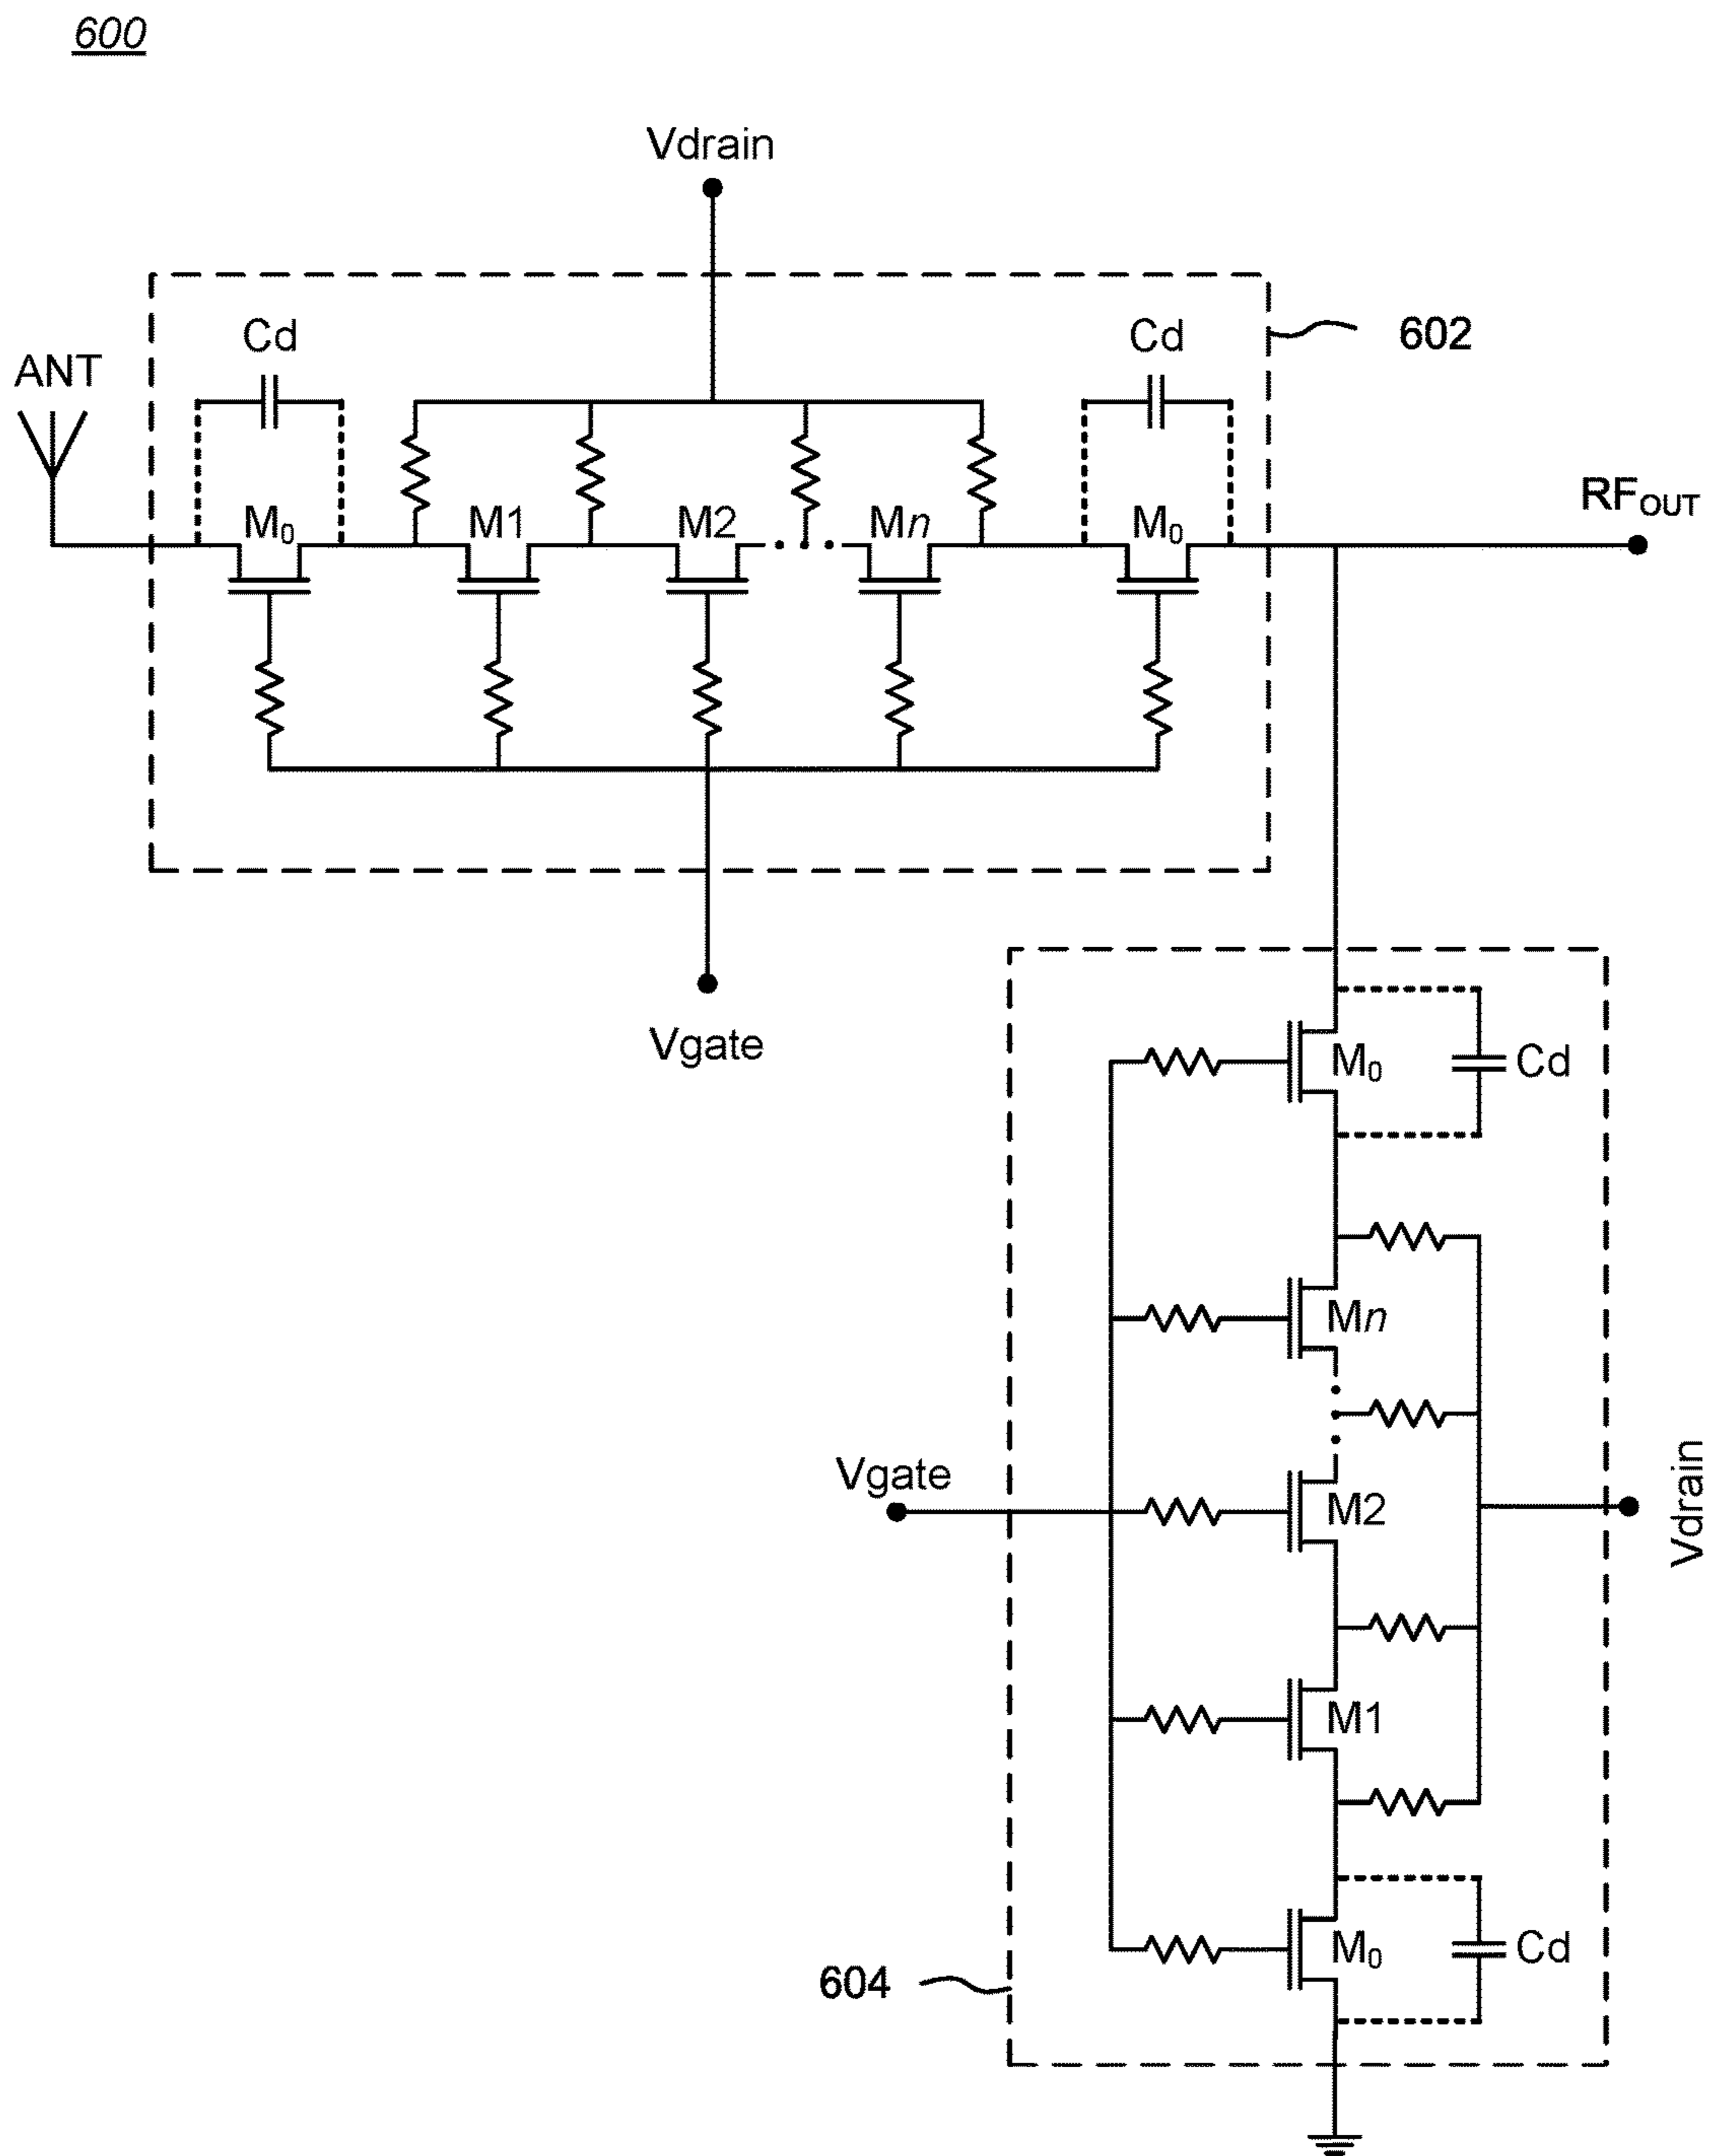 600
Vdrain
Cd
Cd
602
ANT
M₀
M1
M2
Mn
M₀
RFOUT
Vgate
M₀
Cd
Mn
Vgate
M2
Vdrain
M1
M₀
Cd
604